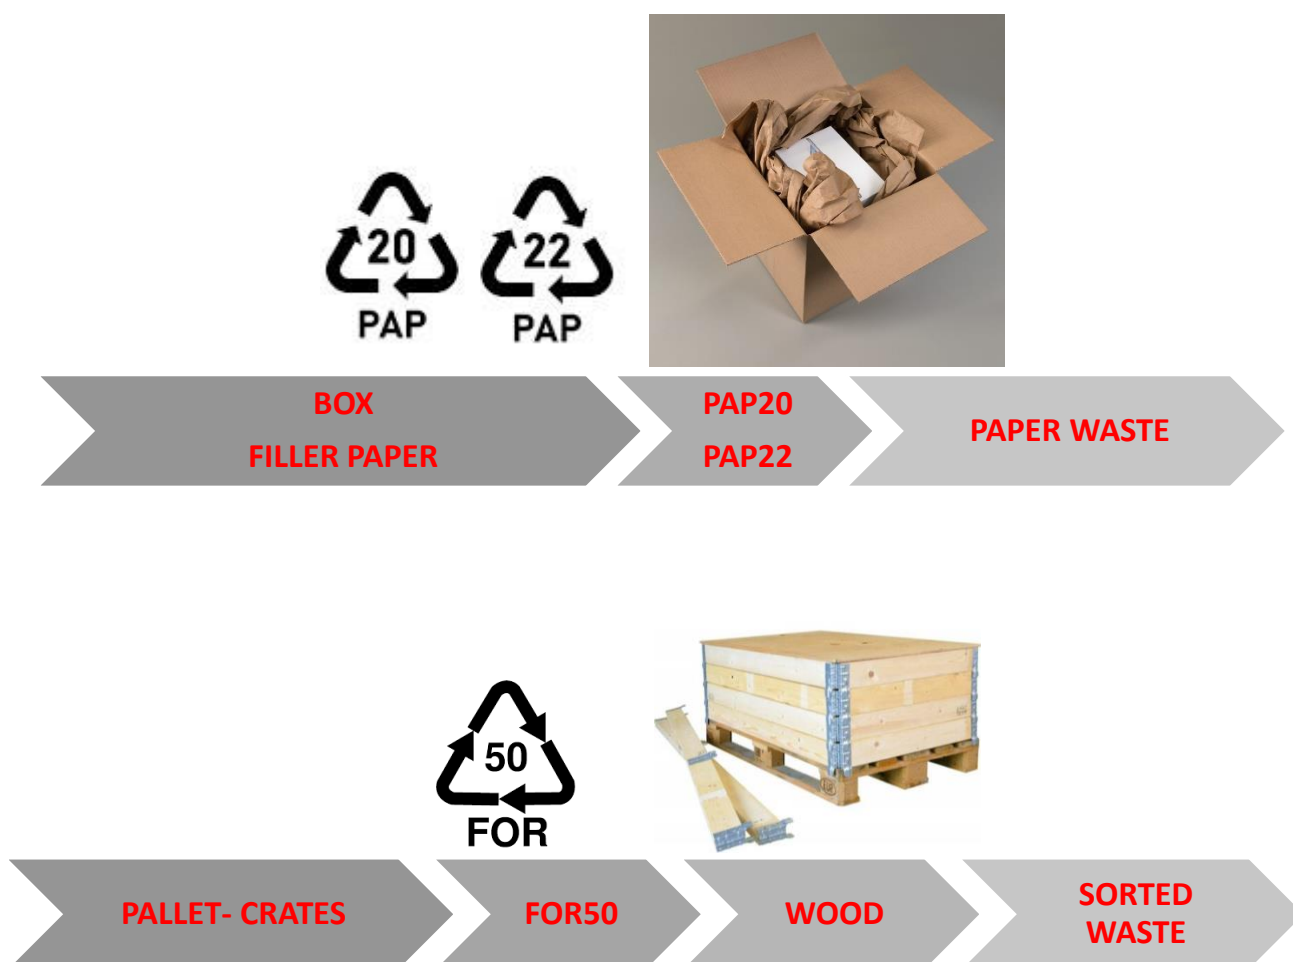 20
PAP
22
PAP
BOX
FILLER PAPER
PAP20
PAP22
PAPER WASTE
50
FOR
PALLET- CRATES
FOR50
WOOD
SORTED
WASTE